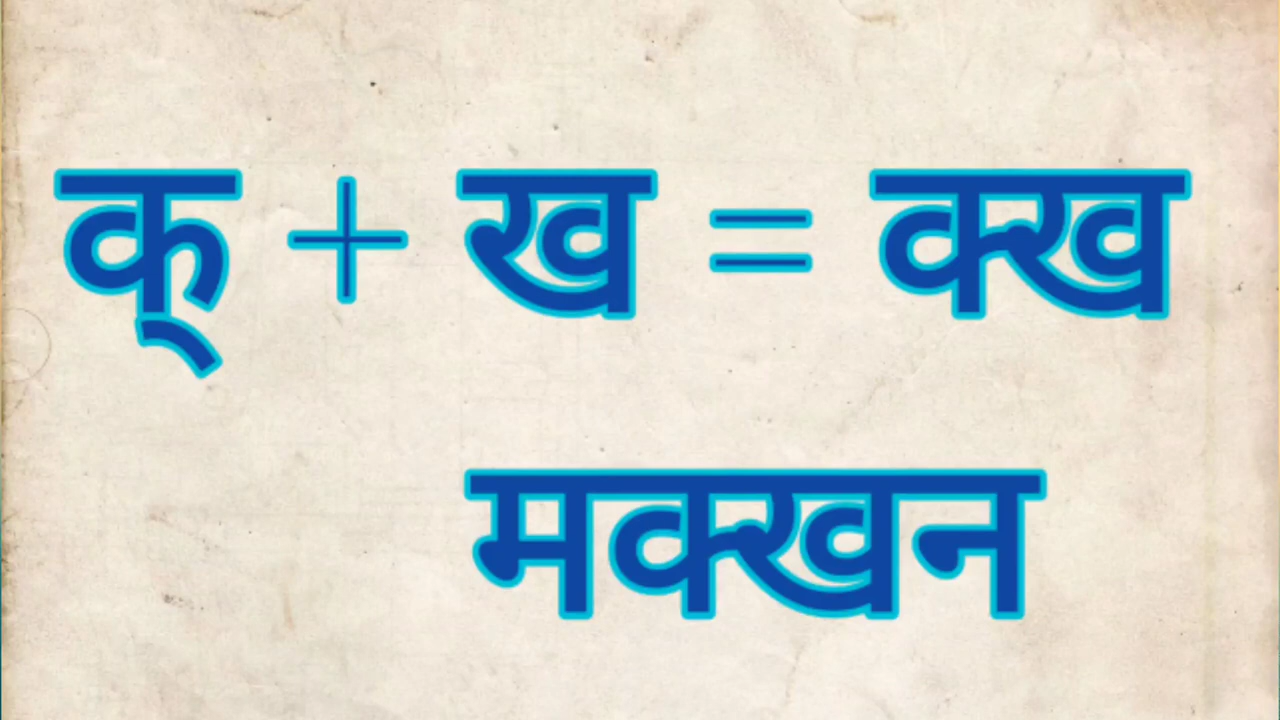 क् + ख = क्ख
मक्खन